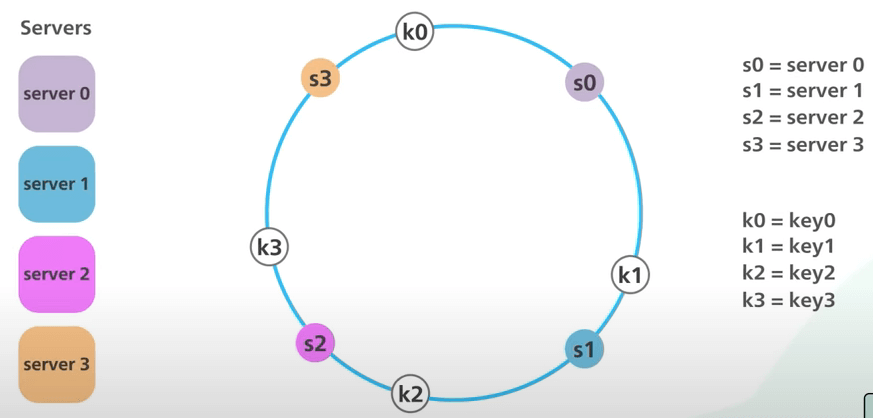 Servers
server 0
server 1
server 2
server 3
k0
s3
s0
k3
k1
s2
s1
k2
s0 = server 0
s1 = server 1
s2 = server 2
s3 = server 3
k0 = key0
k1 = key1
k2 = key2
k3 = key3